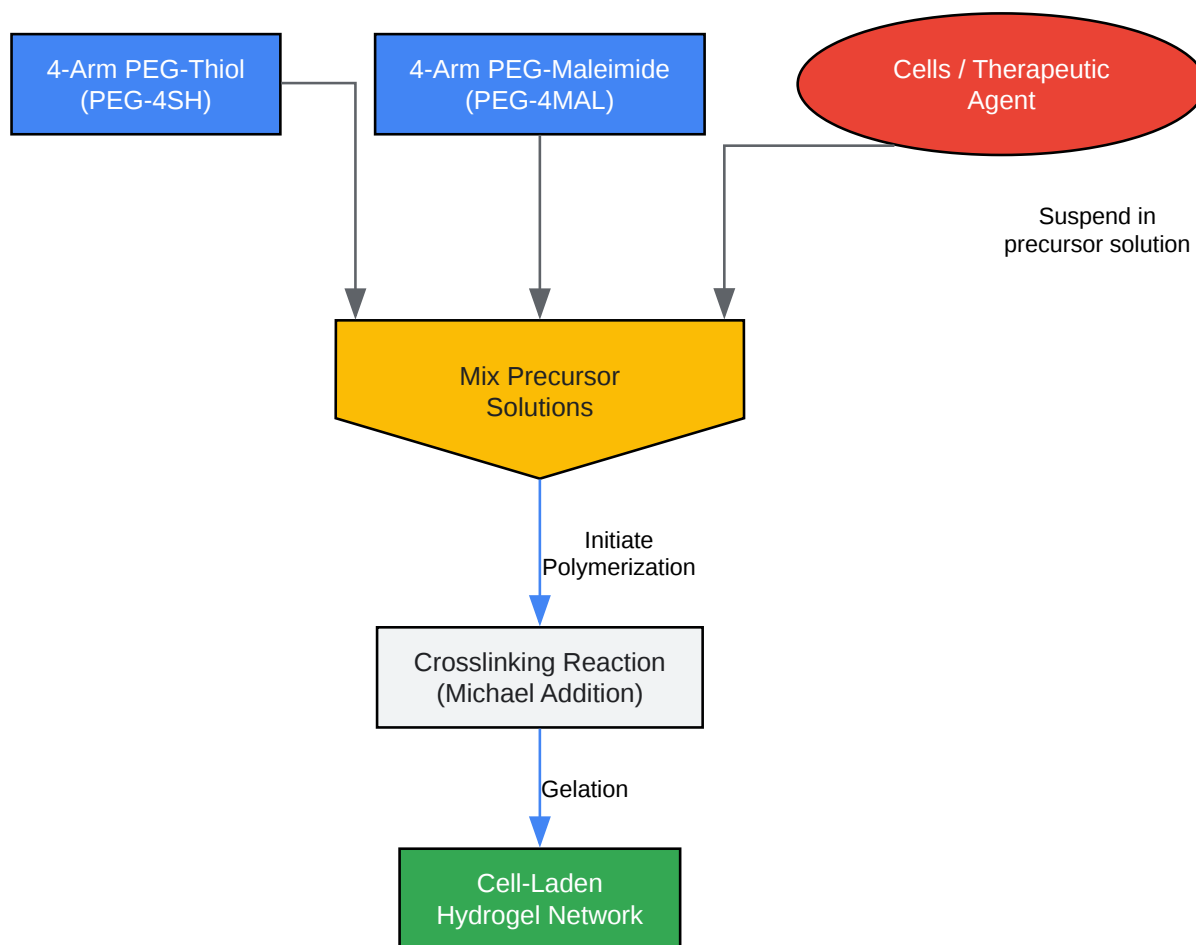 4-Arm PEG-Thiol
(PEG-4SH)
4-Arm PEG-Maleimide
(PEG-4MAL)
Cells / Therapeutic
Agent
Suspend in
precursor solution
Mix Precursor
Solutions
Initiate
Polymerization
Crosslinking Reaction
(Michael Addition)
Gelation
Cell-Laden
Hydrogel Network